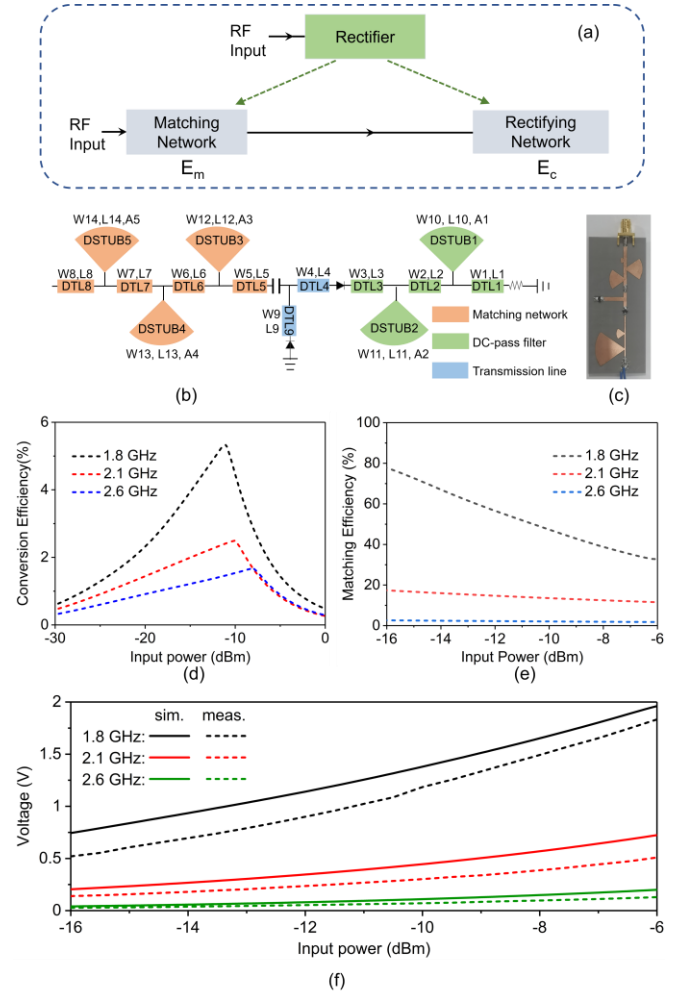 (a)
RF
Input
Rectifier
RF
Input
Matching
Network
Rectifying
Network
E_m
E_c
W14,L14,A5
W12,L12,A3
W10, L10, A1
DSTUB5
DSTUB3
DSTUB1
W8,L8
W7,L7
W6,L6
W5,L5
W4,L4
W3,L3
W2,L2
W1,L1
DTL8
DTL7
DTL6
DTL5
DTL4
DTL3
DTL2
DTL1
DSTUB4
W9
L9
DTL9
DSTUB2
W13, L13, A4
W11, L11, A2
Matching network
DC-pass filter
Transmission line
(b)
(c)
Conversion Efficiency(%)
6
4
2
0
1.8 GHz
2.1 GHz
2.6 GHz
-30
-20
-10
0
Input power (dBm)
(d)
Matching Efficiency (%)
100
80
60
40
20
0
1.8 GHz
2.1 GHz
2.6 GHz
-16
-14
-12
-10
-8
-6
Input Power (dBm)
(e)
Voltage (V)
2
1.5
1
0.5
0
sim. meas.
1.8 GHz:
2.1 GHz:
2.6 GHz:
-16
-14
-12
-10
-8
-6
Input power (dBm)
(f)